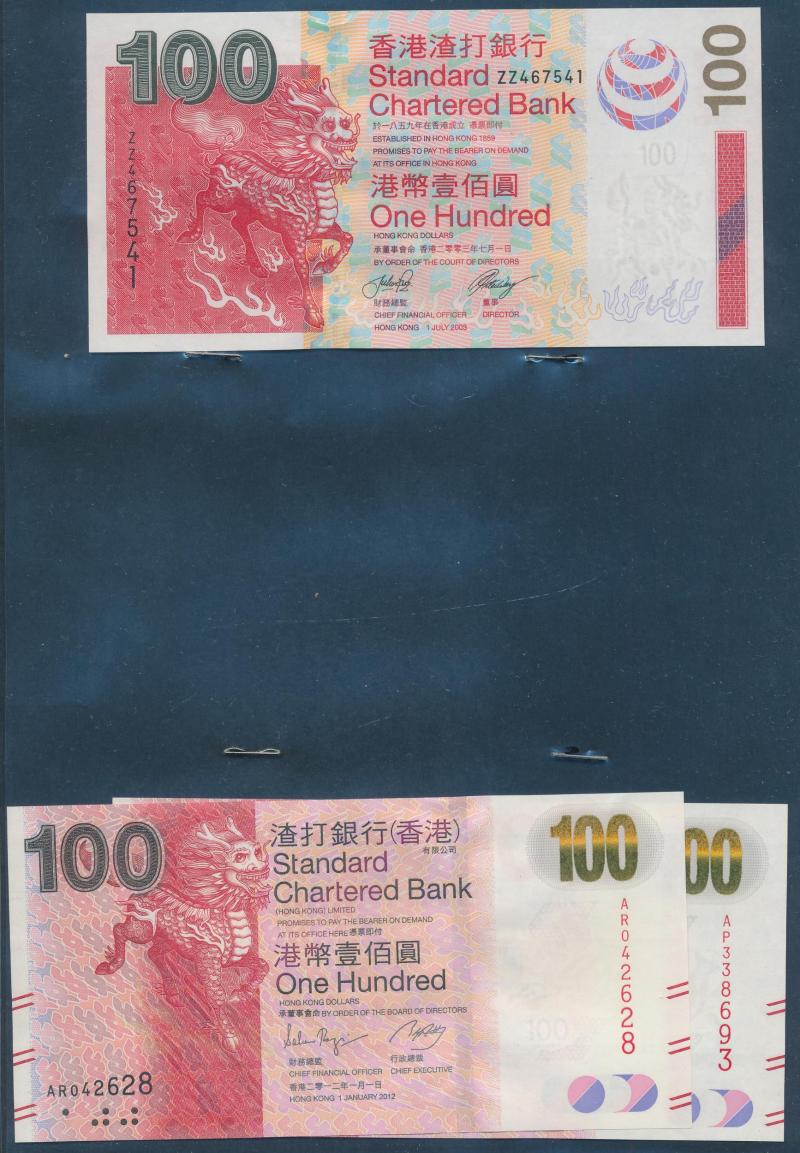 100
香港渣打銀行
Standard ZZ467541
Chartered Bank
於一八五九年在香港成立 憑票即付
ESTABLISHED IN HONG KONG 1859
PROMISES TO PAY THE BEARER ON DEMAND
AT ITS OFFICE IN HONG KONG
港幣壹佰圓
One Hundred
HONG KONG DOLLARS
承董事會命 香港二零零三年七月一日
BY ORDER OF THE COURT OF DIRECTORS
財務總監 董事
CHIEF FINANCIAL OFFICER DIRECTOR
HONG KONG 1 JULY 2003
ZZ467541
100
100
100
渣打銀行(香港)
有限公司
Standard
Chartered Bank
(HONG KONG) LIMITED
PROMISES TO PAY THE BEARER ON DEMAND
AT ITS OFFICE HERE 憑票即付
港幣壹佰圓
One Hundred
HONG KONG DOLLARS
承董事會命 BY ORDER OF THE BOARD OF DIRECTORS
財務總監 行政總裁
CHIEF FINANCIAL OFFICER CHIEF EXECUTIVE
香港二零一二年一月一日
HONG KONG 1 JANUARY 2012
AR042628
100
AR042628
100
00
AP338693